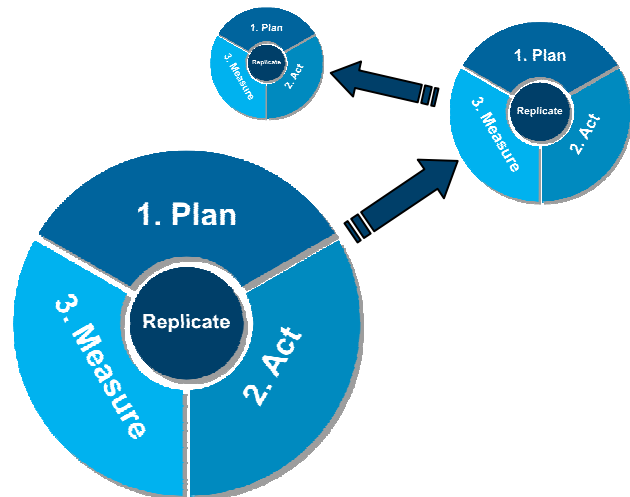 1. Plan
Replicate
3. Measure
2. Act
1. Plan
Replicate
3. Measure
2. Act
1. Plan
Replicate
3. Measure
2. Act